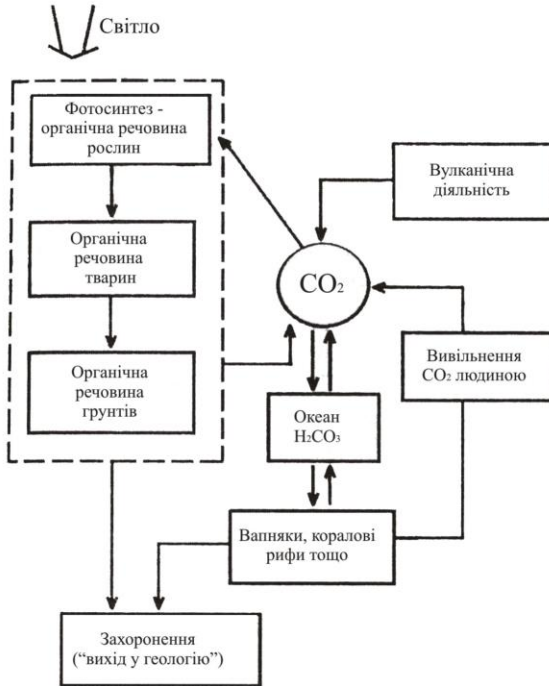 Світло
Фотосинтез -
органічна речовина
рослин
Вулканічна
діяльність
Органічна
речовина
тварин
CO₂
Вивільнення
CO₂ людиною
Органічна
речовина
грунтів
Океан
H₂CO₃
Вапняки, коралові
рифи тощо
Захоронення
(“вихід у геологію”)